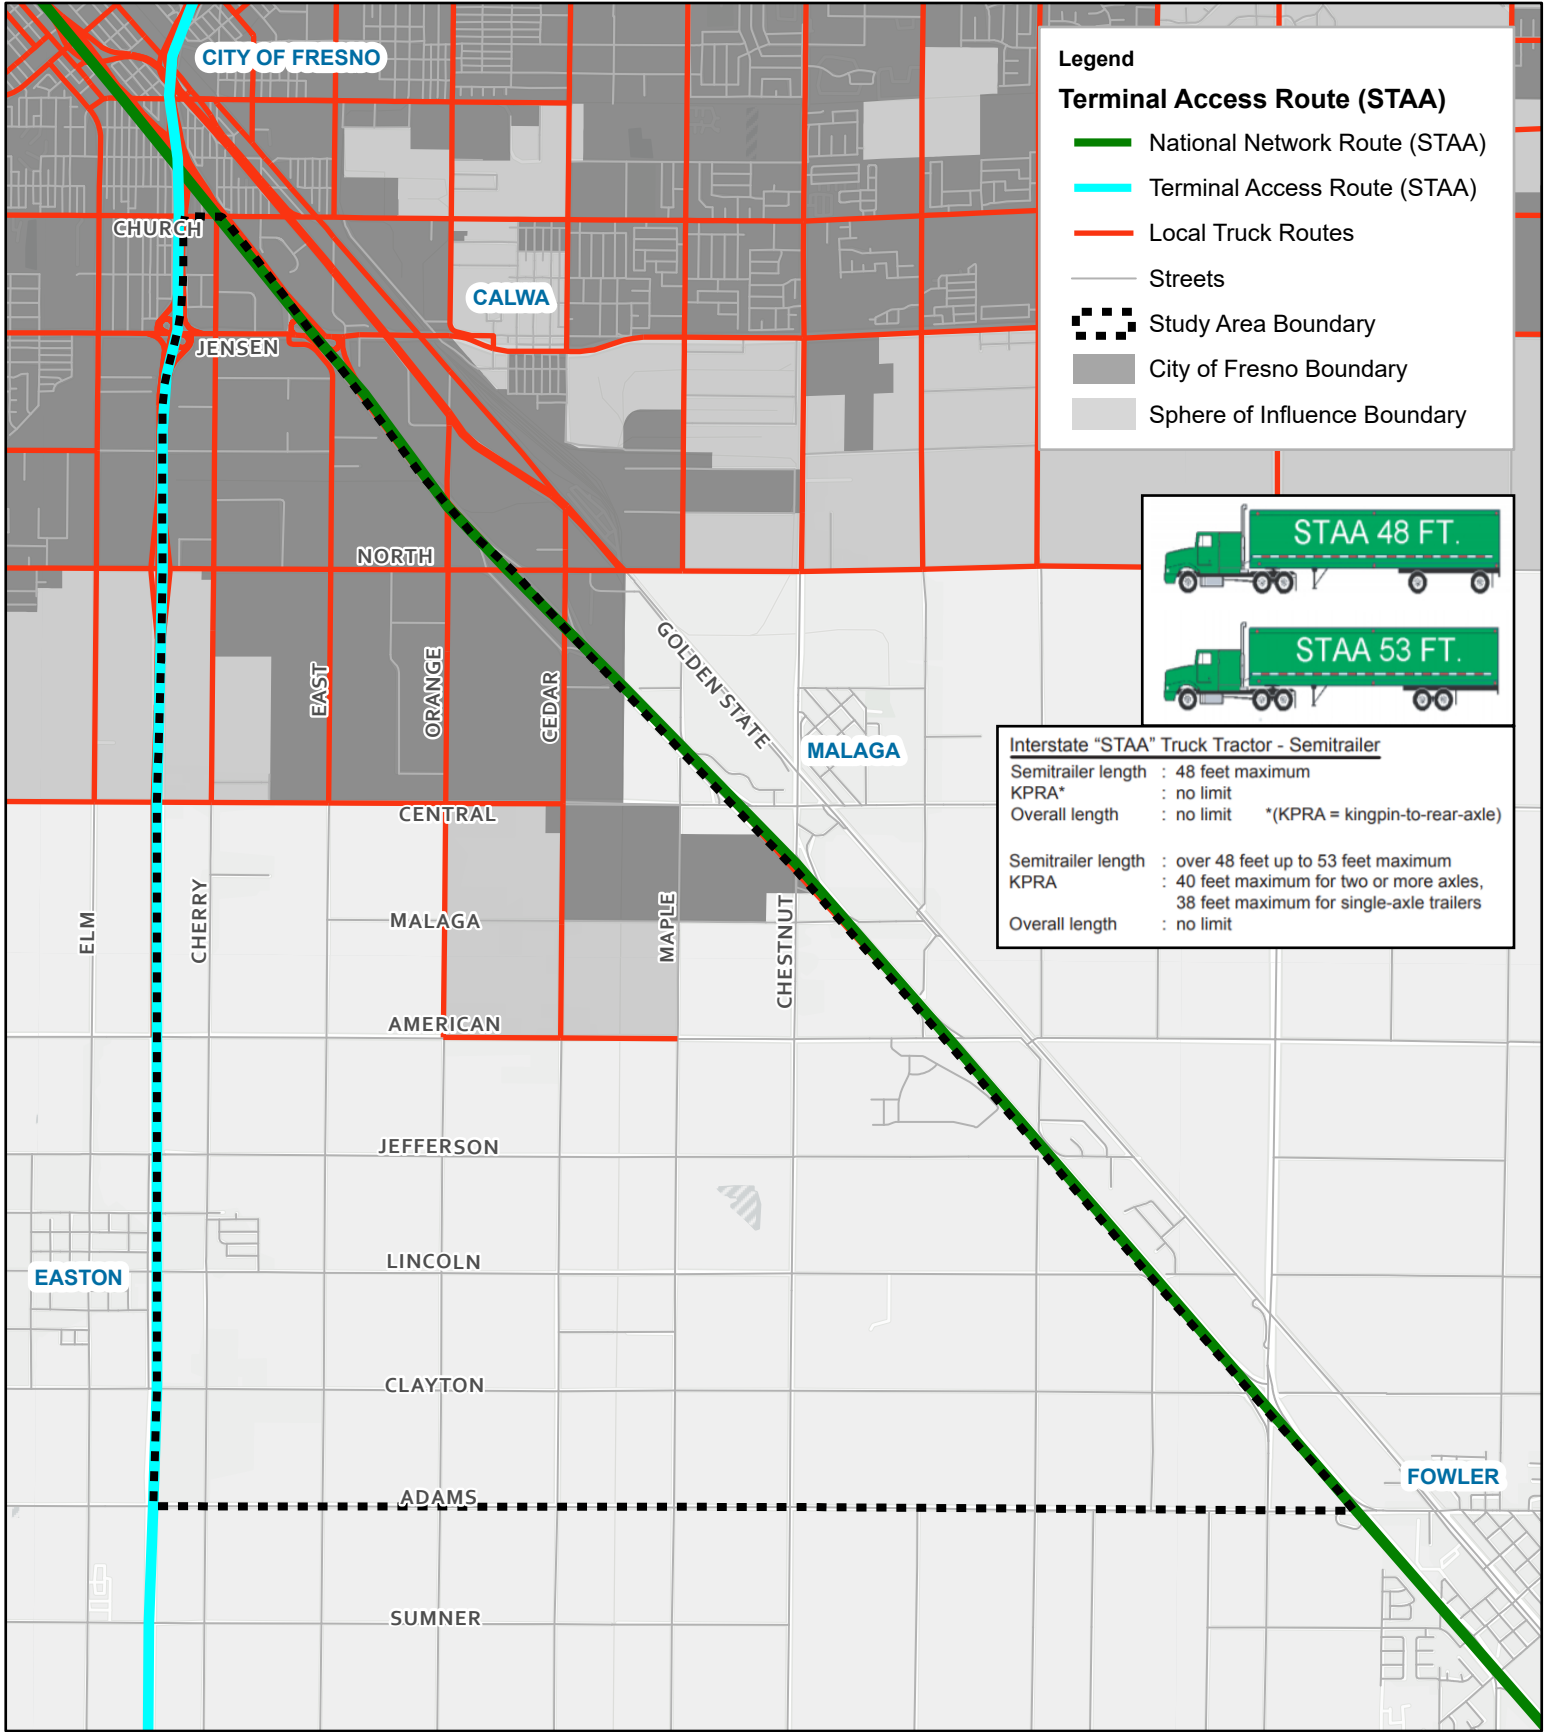 CITY OF FRESNO
Legend
Terminal Access Route (STAA)
National Network Route (STAA)
Terminal Access Route (STAA)
Local Truck Routes
Streets
Study Area Boundary
City of Fresno Boundary
Sphere of Influence Boundary
CHURCH
CALWA
JENSEN
STAA 48 FT.
NORTH
STAA 53 FT.
GOLDEN STATE
EAST
ORANGE
CEDAR
MALAGA
Interstate “STAA” Truck Tractor - Semitrailer
Semitrailer length : 48 feet maximum
KPRA* : no limit
Overall length : no limit *(KPRA = kingpin-to-rear-axle)
Semitrailer length : over 48 feet up to 53 feet maximum
KPRA : 40 feet maximum for two or more axles,
38 feet maximum for single-axle trailers
Overall length : no limit
CENTRAL
ELM
CHERRY
MALAGA
MAPLE
CHESTNUT
AMERICAN
JEFFERSON
LINCOLN
EASTON
CLAYTON
FOWLER
ADAMS
SUMNER